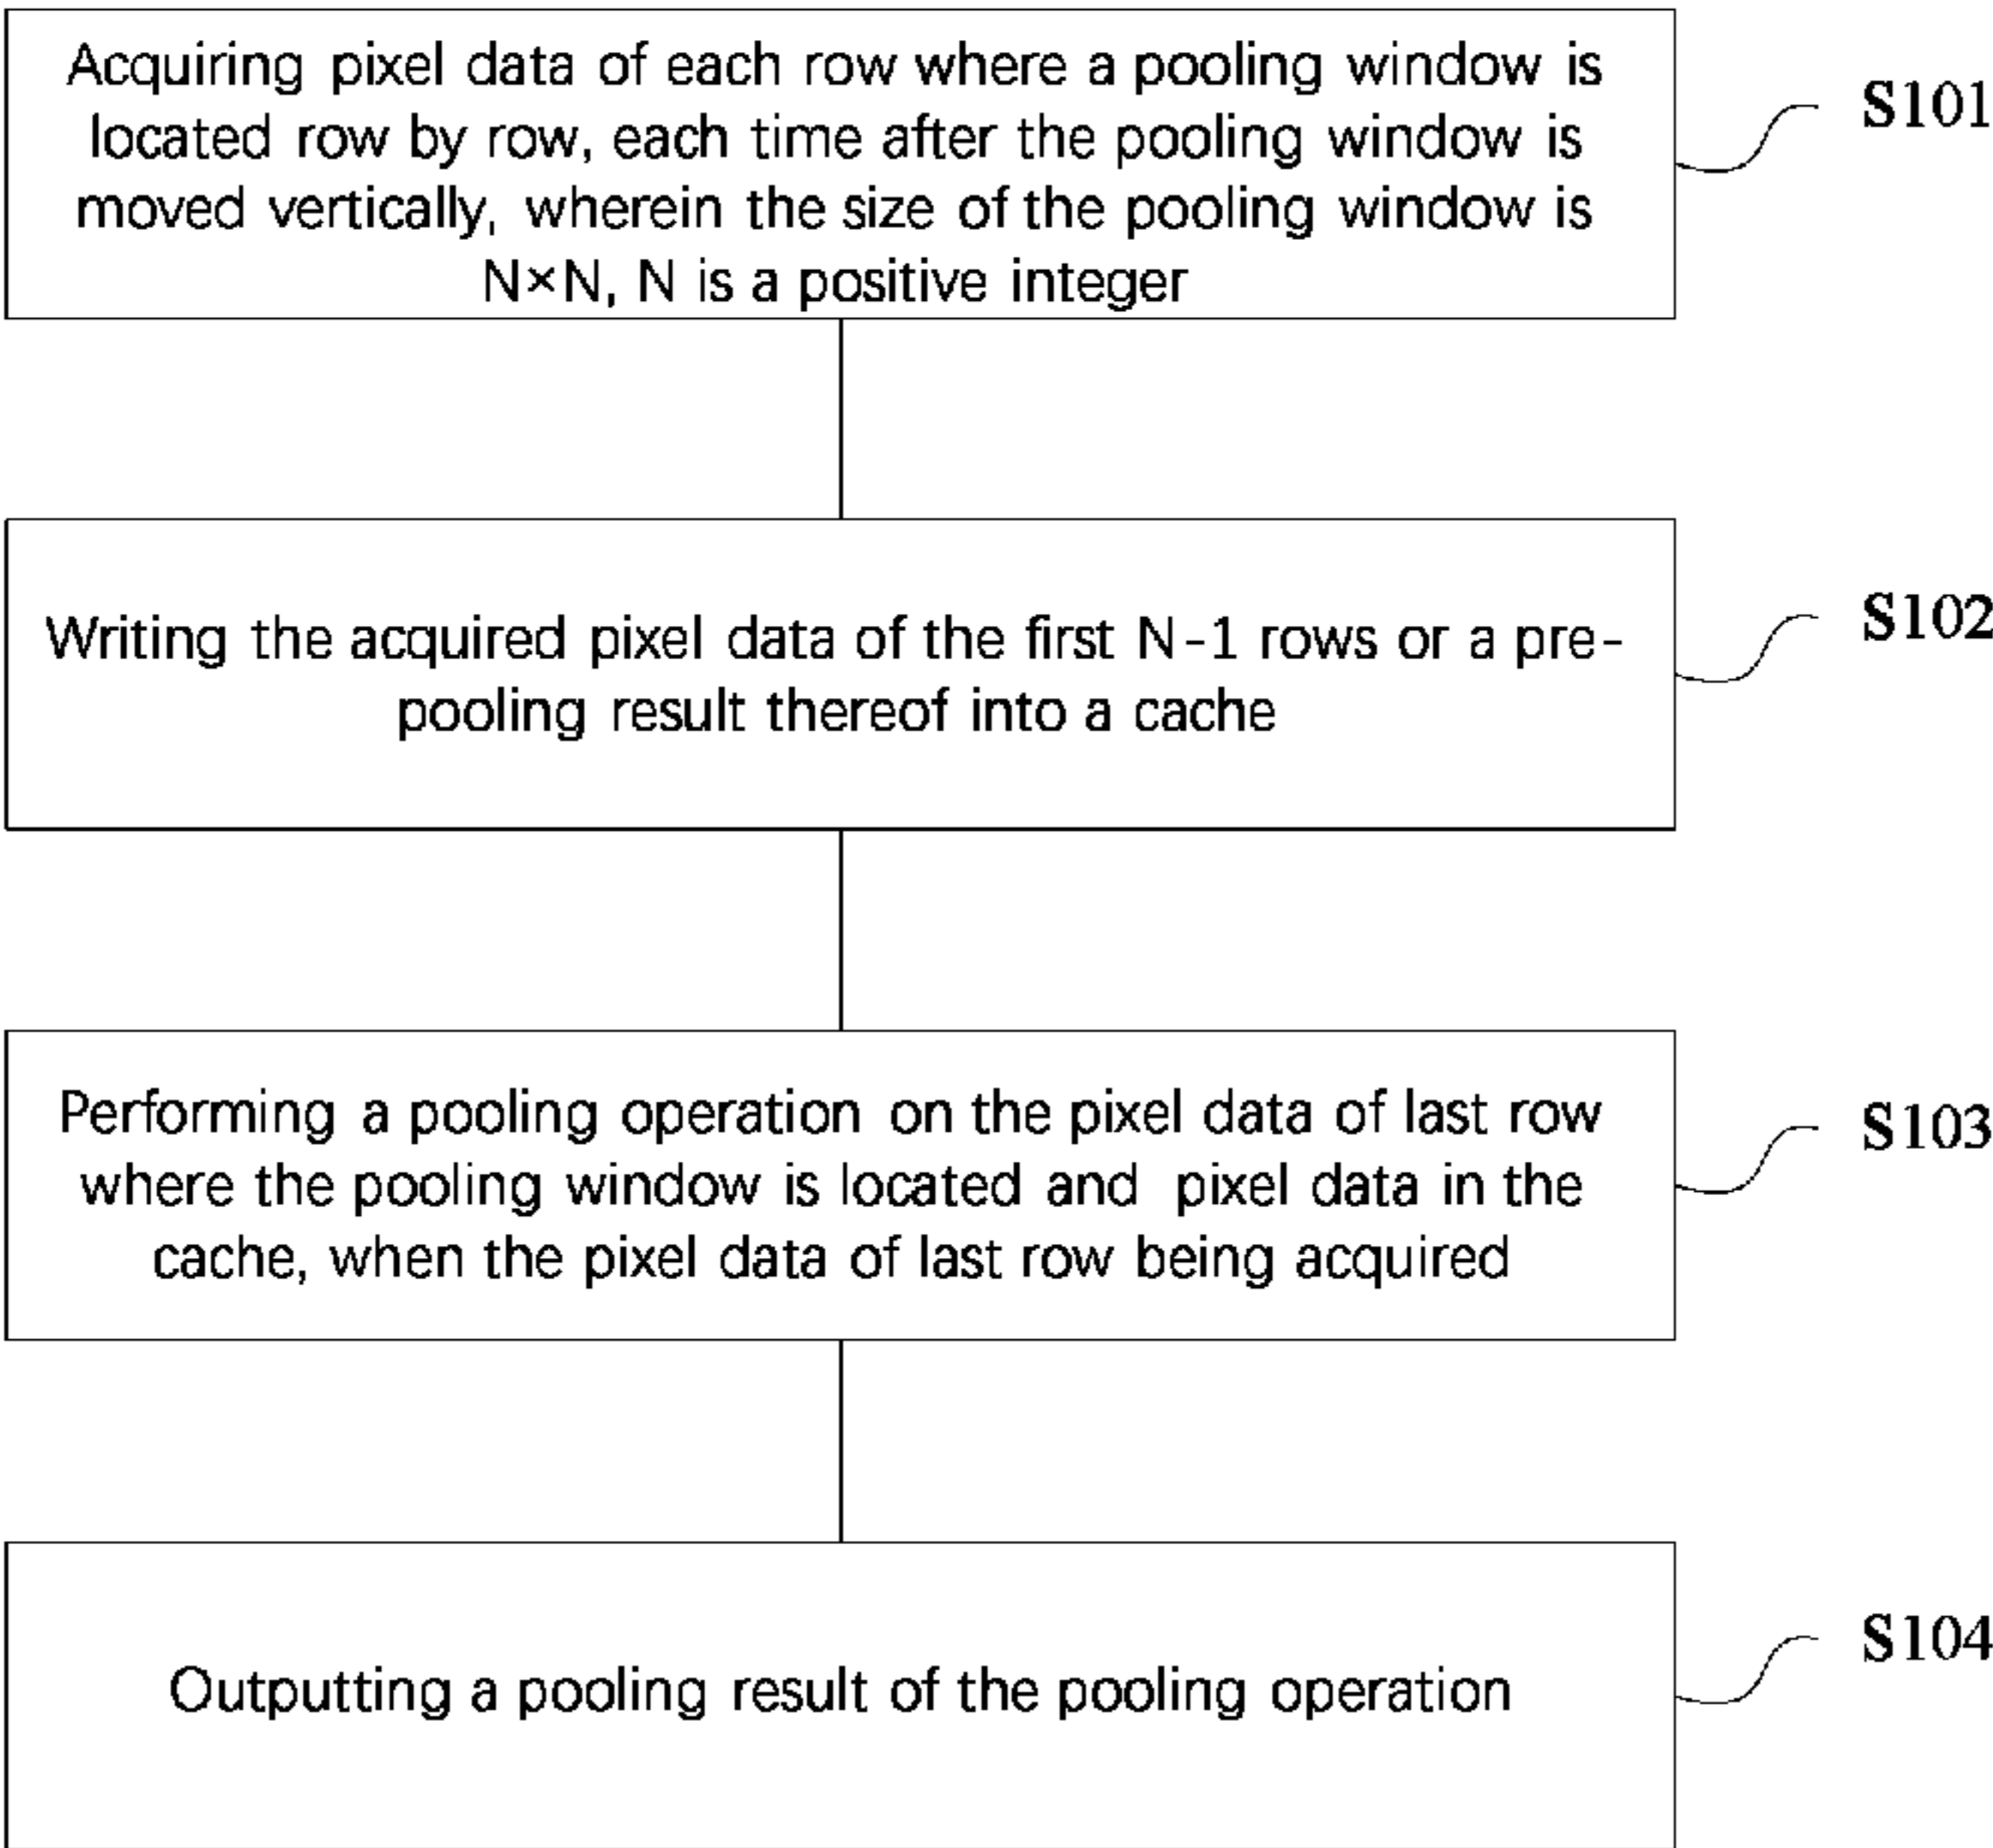 Acquiring pixel data of each row where a pooling window is
located row by row, each time after the pooling window is
moved vertically, wherein the size of the pooling window is
N×N, N is a positive integer
S101
Writing the acquired pixel data of the first N-1 rows or a pre-
pooling result thereof into a cache
S102
Performing a pooling operation on the pixel data of last row
where the pooling window is located and pixel data in the
cache, when the pixel data of last row being acquired
S103
Outputting a pooling result of the pooling operation
S104